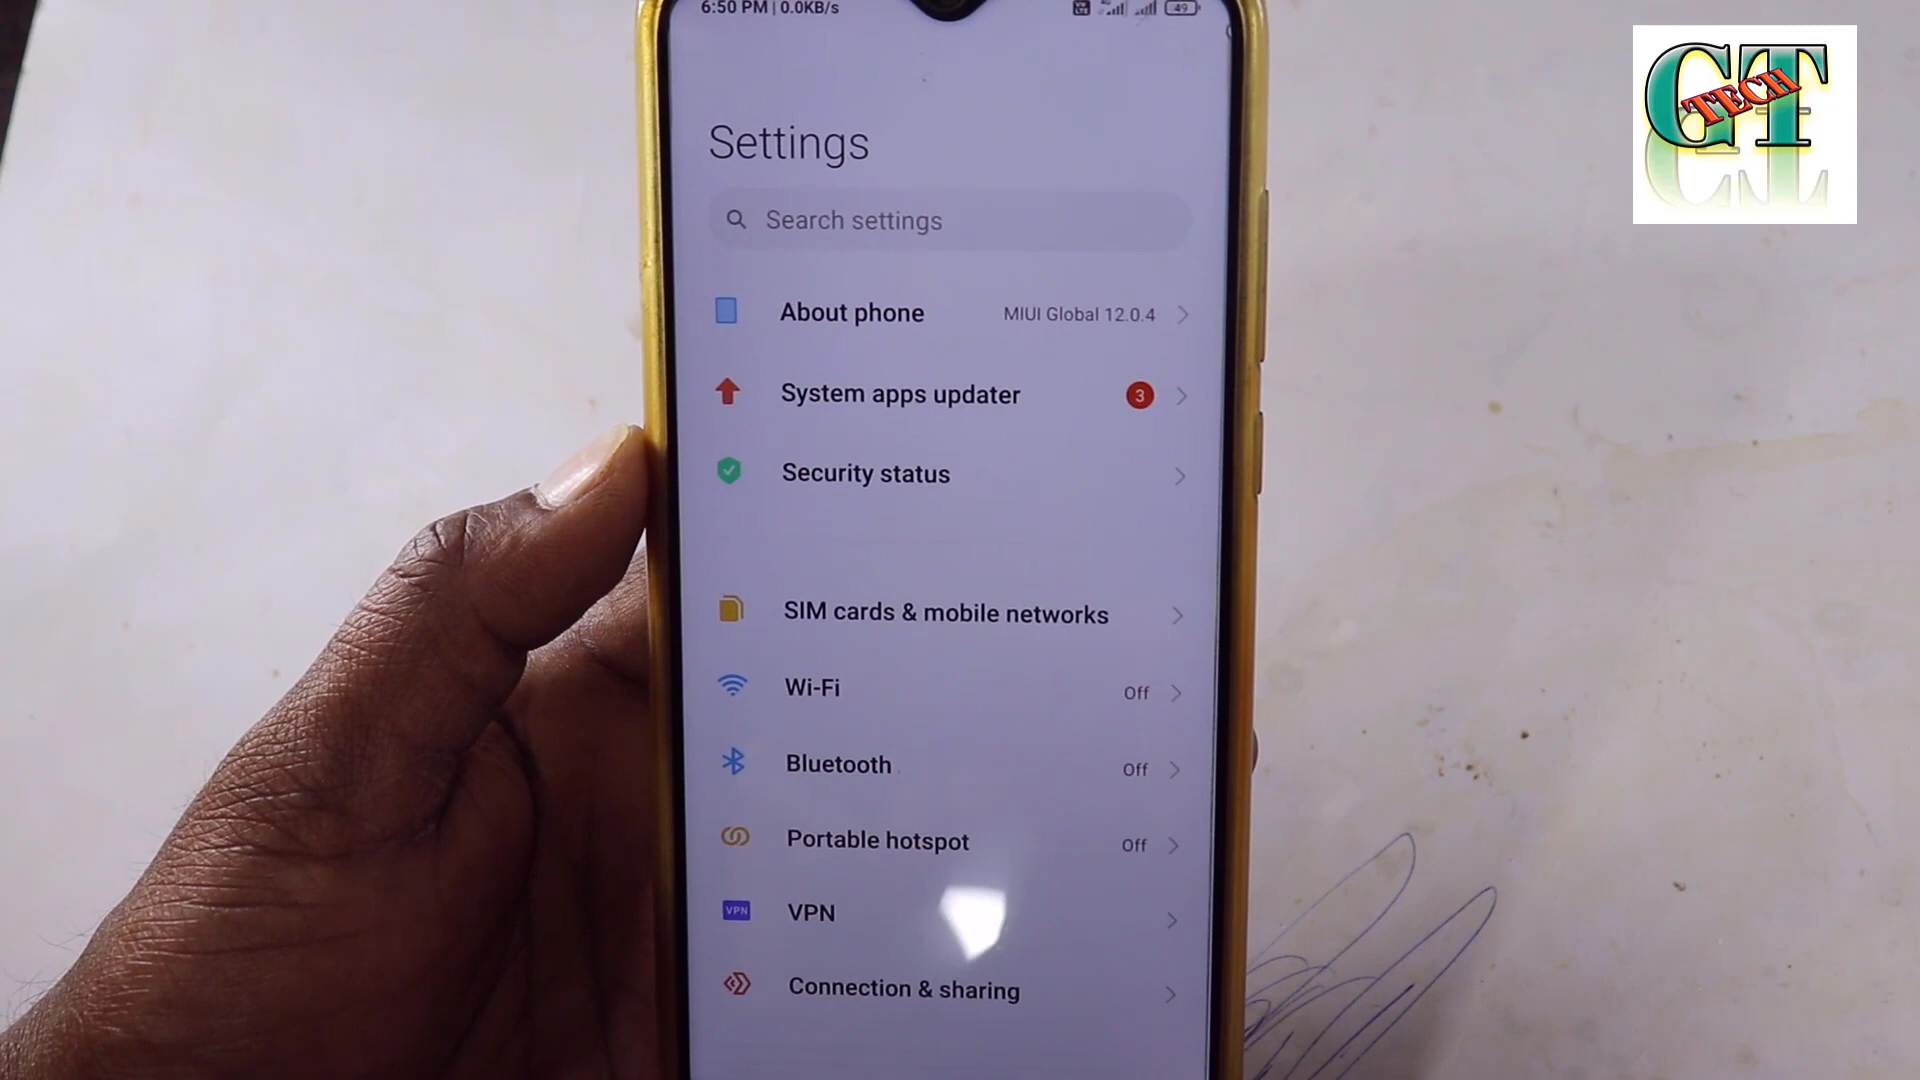 6:50 PM | 0.0KB/s
49
GT
TECH
Settings
Search settings
About phone MIUI Global 12.0.4
System apps updater 3
Security status
SIM cards & mobile networks
Wi-Fi Off
Bluetooth Off
Portable hotspot Off
VPN VPN
Connection & sharing